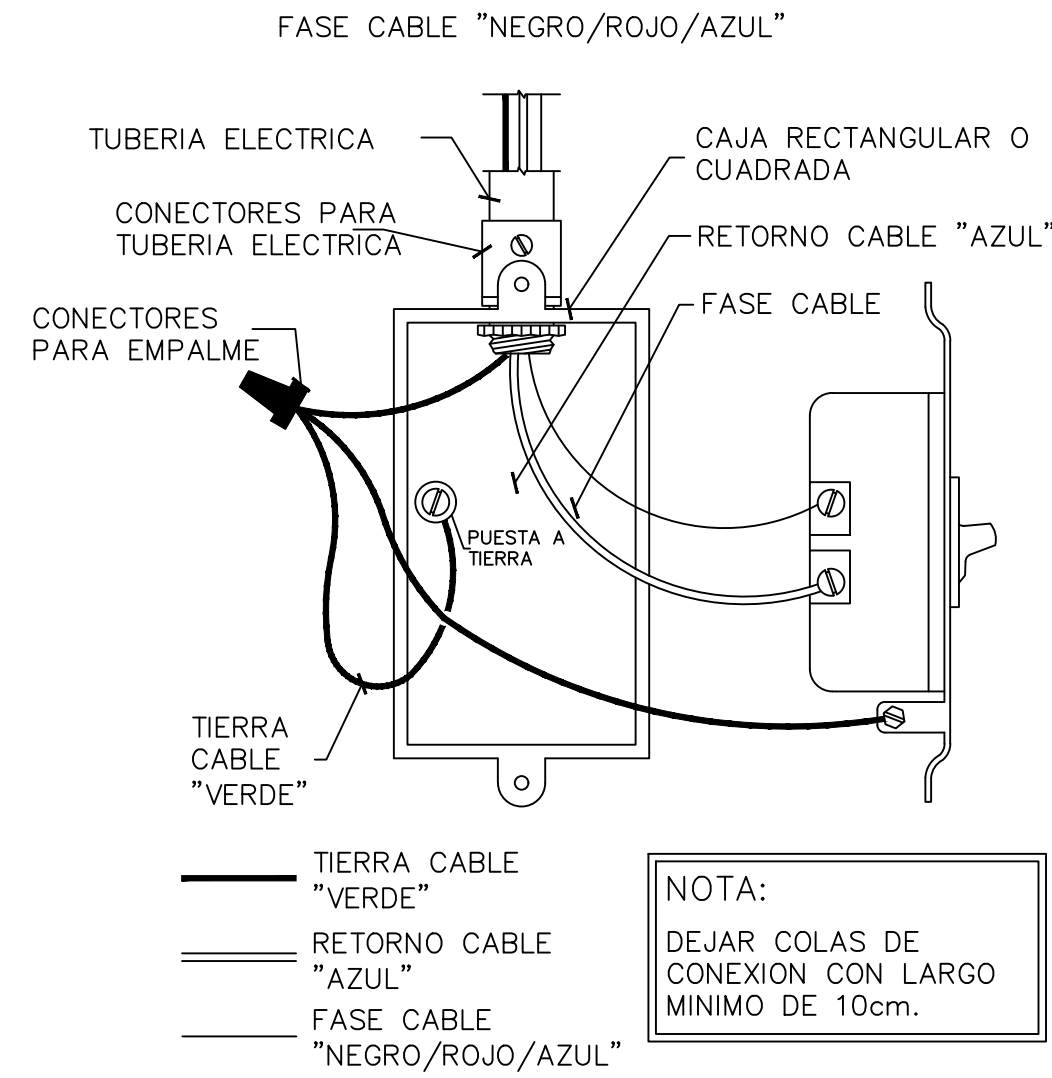 FASE CABLE "NEGRO/ROJO/AZUL"
TUBERIA ELECTRICA
CAJA RECTANGULAR O
CUADRADA
CONECTORES PARA
TUBERIA ELECTRICA
RETORNO CABLE "AZUL"
FASE CABLE
CONECTORES
PARA EMPALME
PUESTA A
TIERRA
TIERRA
CABLE
"VERDE"
TIERRA CABLE
"VERDE"
RETORNO CABLE
"AZUL"
FASE CABLE
"NEGRO/ROJO/AZUL"
NOTA:
DEJAR COLAS DE
CONEXION CON LARGO
MINIMO DE 10cm.